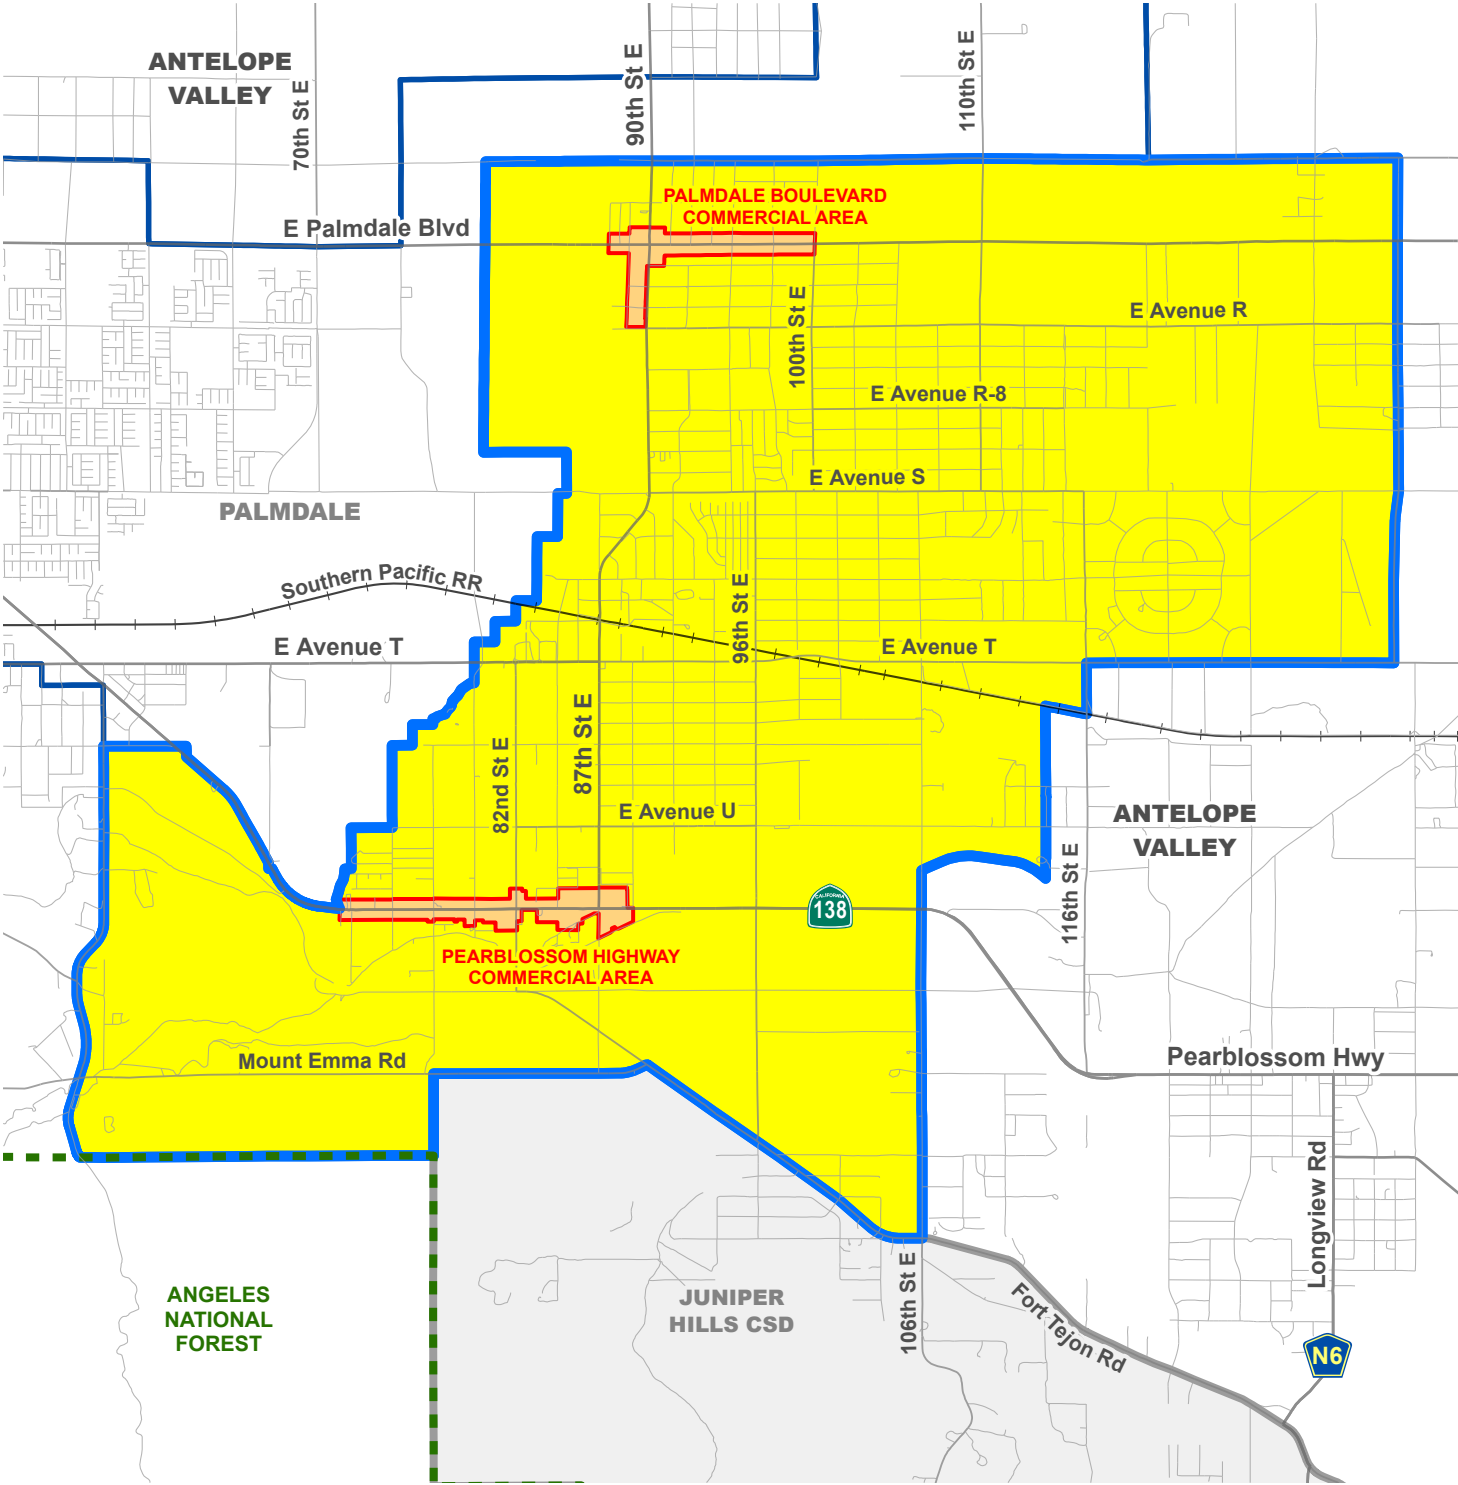 ANTELOPE
VALLEY
70th St E
90th St E
110th St E
PALMDALE BOULEVARD
COMMERCIAL AREA
E Palmdale Blvd
100th St E
E Avenue R
E Avenue R-8
E Avenue S
PALMDALE
Southern Pacific RR
96th St E
E Avenue T
E Avenue T
82nd St E
87th St E
E Avenue U
ANTELOPE
VALLEY
116th St E
CALIFORNIA
138
PEARBLOSSOM HIGHWAY
COMMERCIAL AREA
Mount Emma Rd
Pearblossom Hwy
Longview Rd
ANGELES
NATIONAL
FOREST
JUNIPER
HILLS CSD
106th St E
Fort Tejon Rd
N6